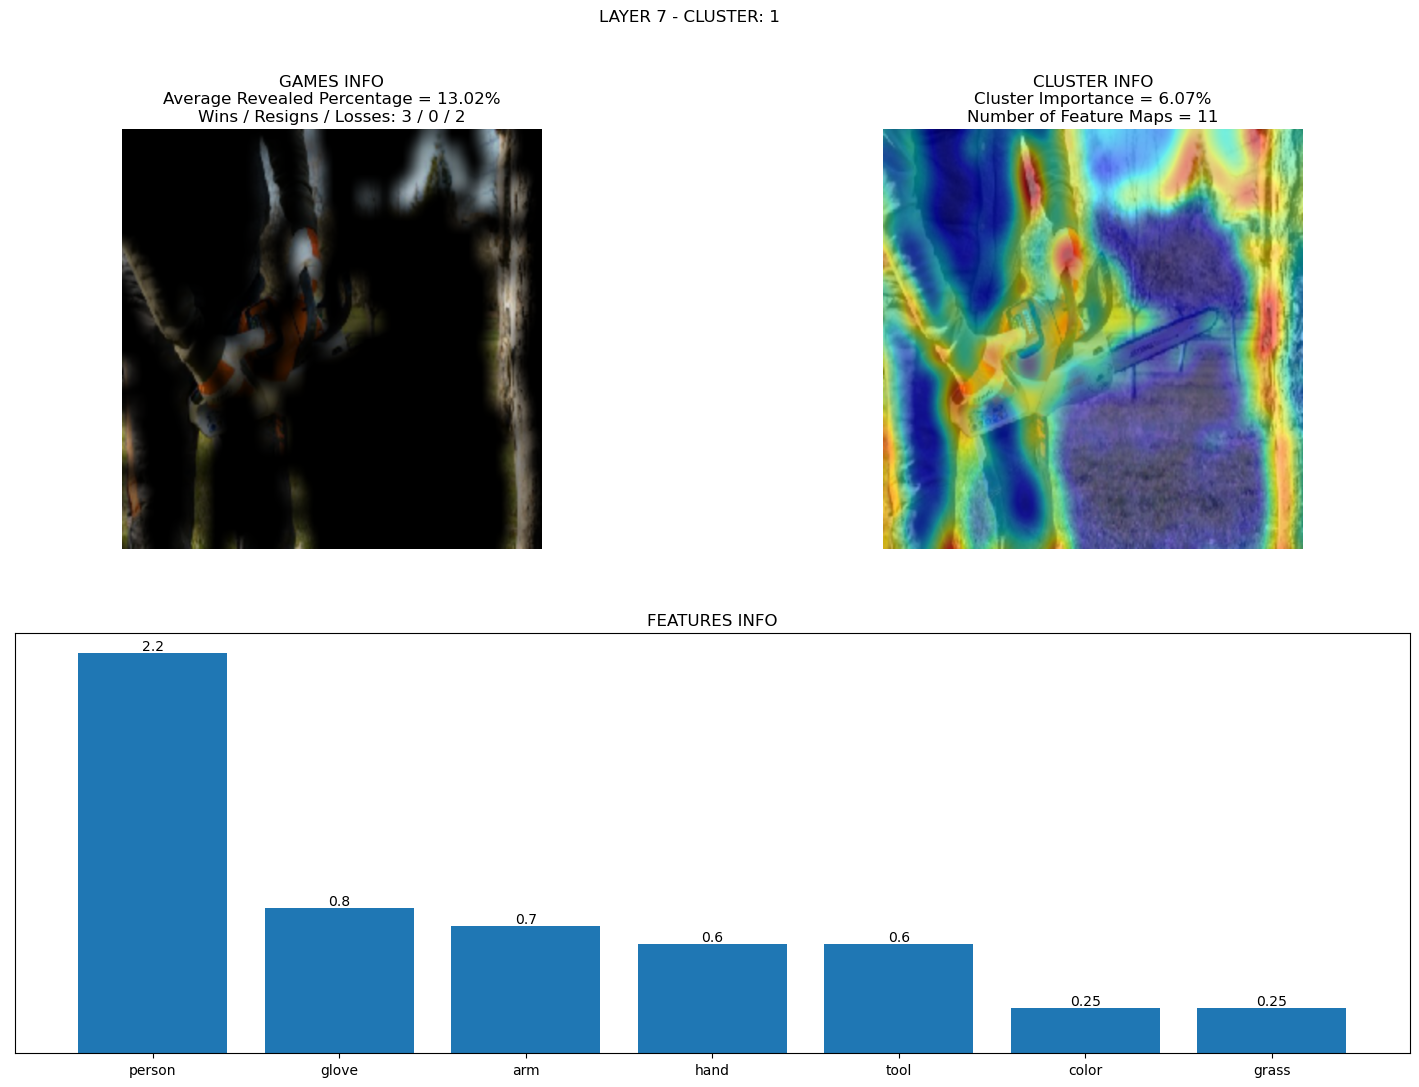 LAYER 7 - CLUSTER: 1
GAMES INFO
Average Revealed Percentage = 13.02%
Wins / Resigns / Losses: 3 / 0 / 2
CLUSTER INFO
Cluster Importance = 6.07%
Number of Feature Maps = 11
FEATURES INFO
2.2
0.8
0.7
0.6
0.6
0.25
0.25
person
glove
arm
hand
tool
color
grass